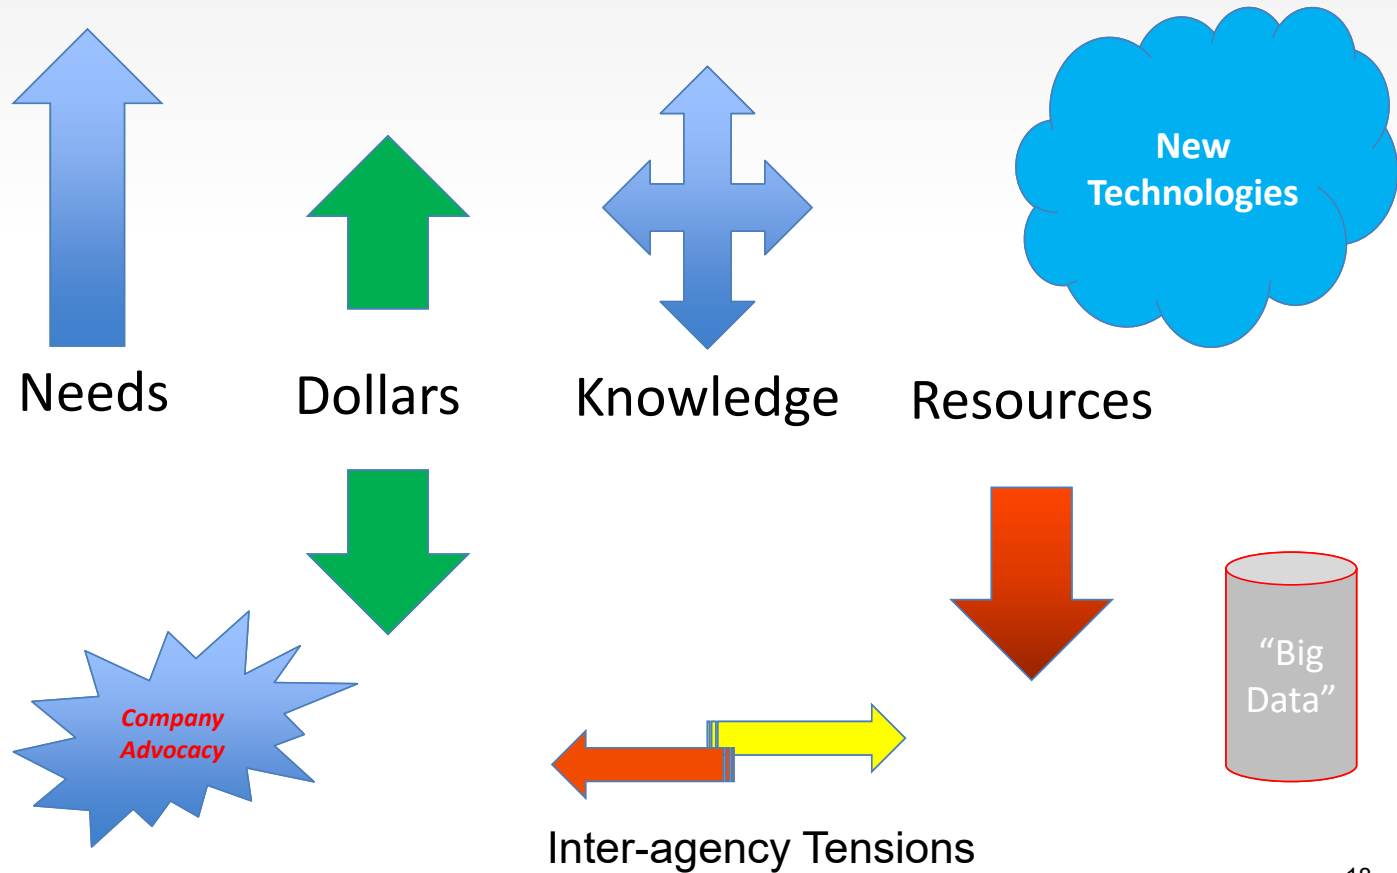 New
Technologies
Needs
Dollars
Knowledge
Resources
“Big
Data”
Company
Advocacy
Inter-agency Tensions